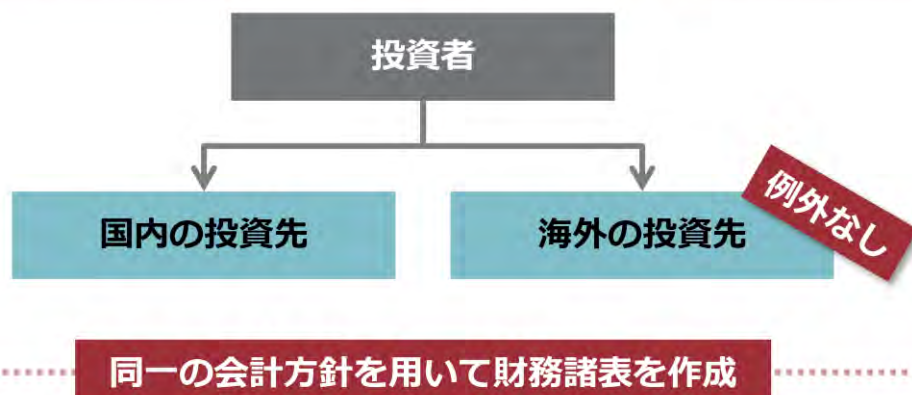 投資者
国内の投資先
海外の投資先
例外なし
同一の会計方針を用いて財務諸表を作成